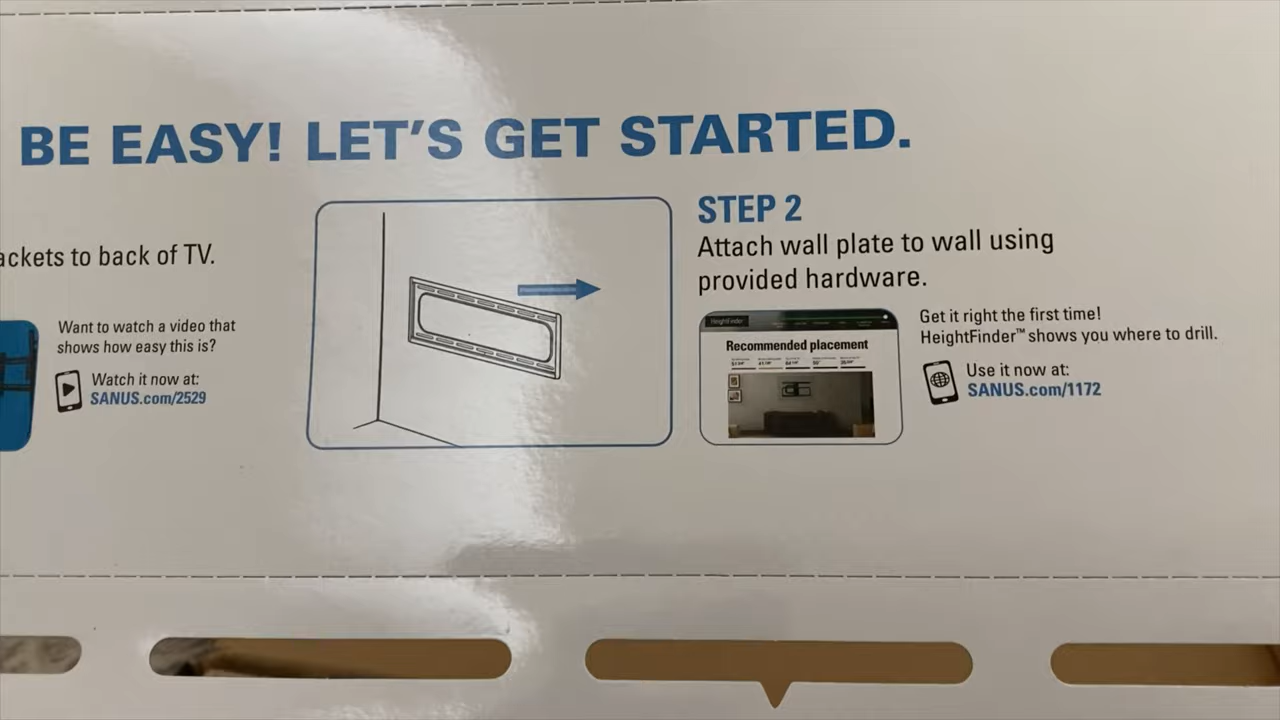 BE EASY! LET'S GET STARTED.
ackets to back of TV.
Want to watch a video that
shows how easy this is?
Watch it now at:
SANUS.com/2529
STEP 2
Attach wall plate to wall using
provided hardware.
HeightFinder
Recommended placement
Get it right the first time!
HeightFinder™ shows you where to drill.
Use it now at:
SANUS.com/1172